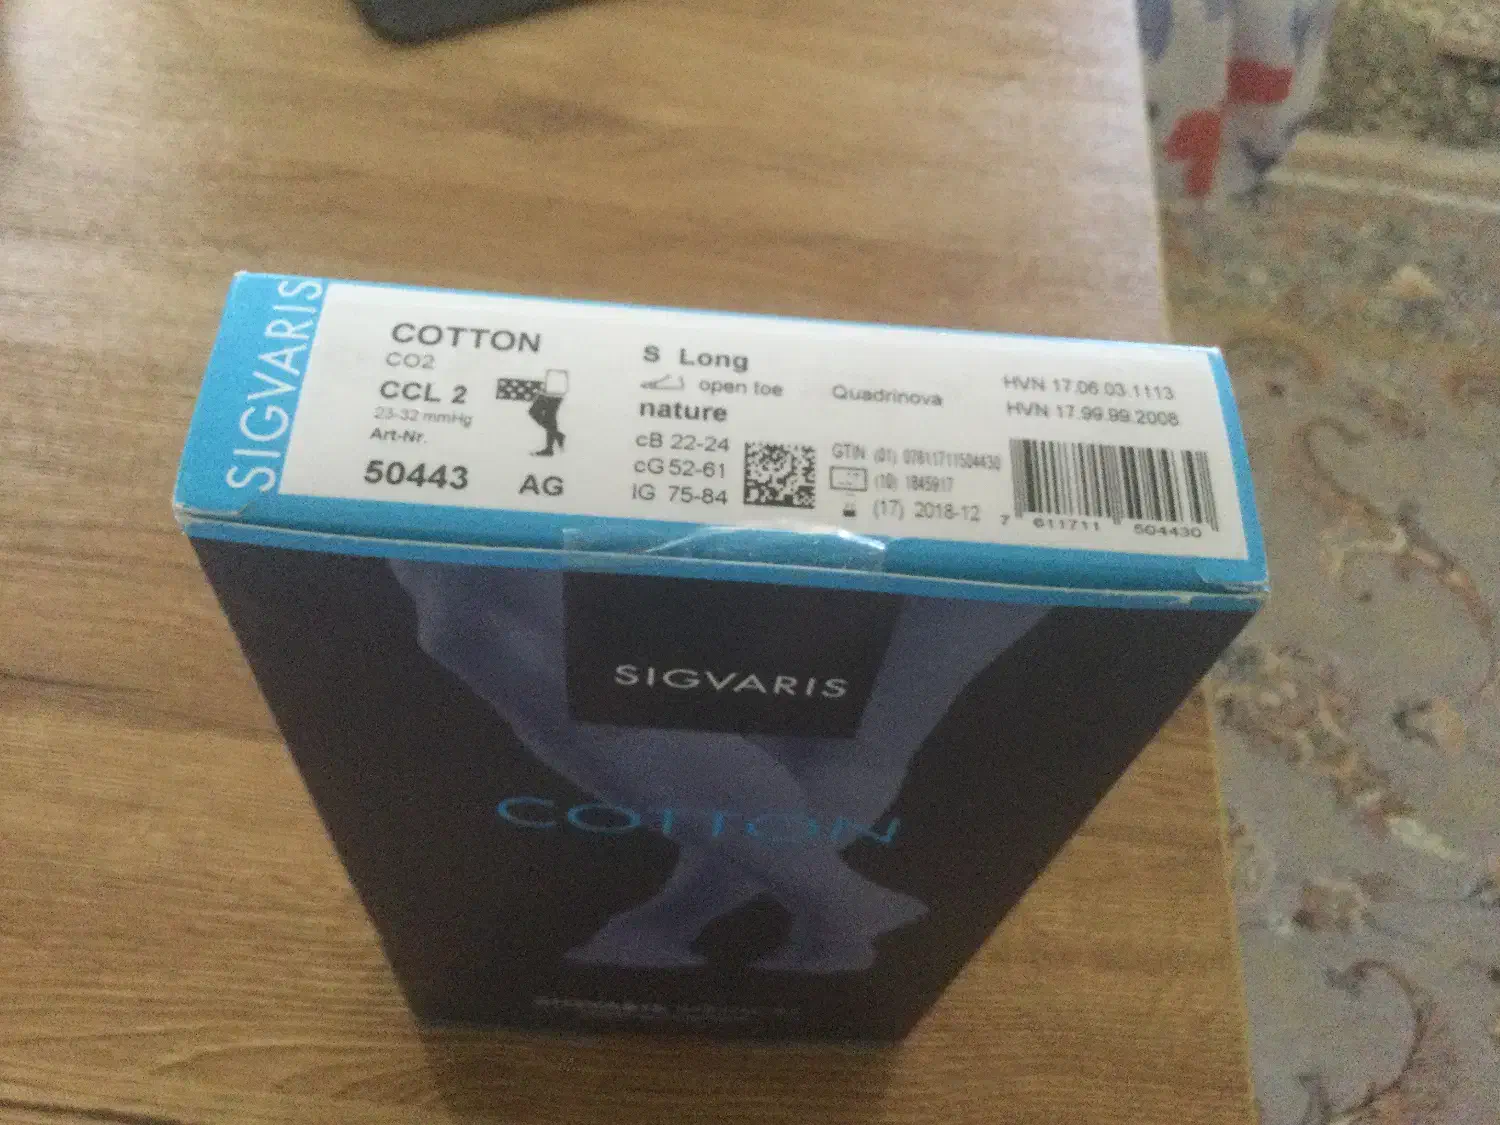 SIGVARIS
COTTON
CO2
CCL 2
23-32 mmHg
Art-Nr.
50443 AG
S Long
open toe
nature
cB 22-24
cG 52-61
lG 75-84
Quadrinova
HVN 17.06.03.1113
HVN 17.99.99.2008
GTIN (01) 07611711504430
(10) 1845917
(17) 2018-12
7 611711 504430
SIGVARIS
COTTON